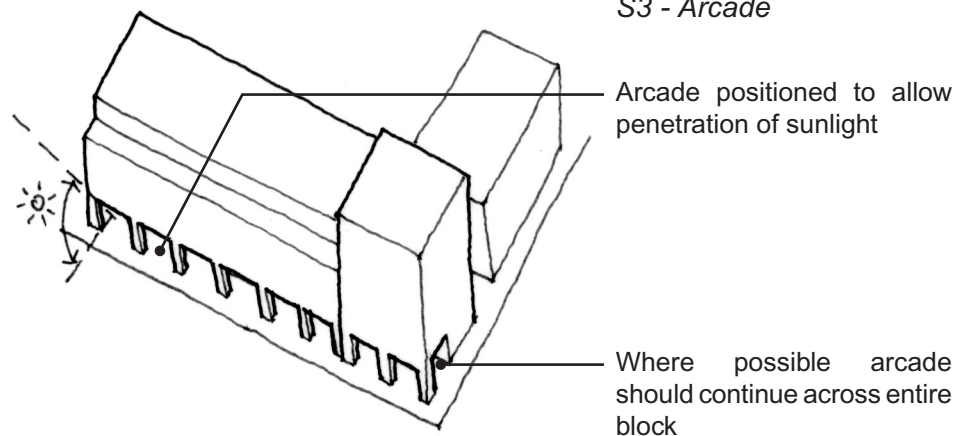 S3 - Arcade
Arcade positioned to allow
penetration of sunlight
Where possible arcade
should continue across entire
block